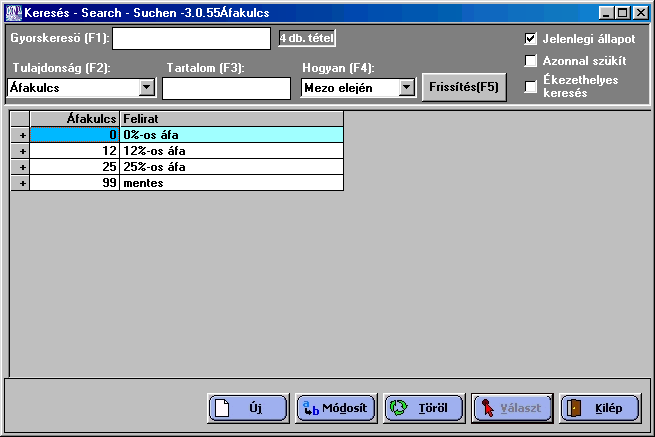 Keresés - Search - Suchen -3.0.55Áfakulcs
Gyorskereső (F1):
4 db. tétel
Jelenlegi állapot
Azonnal szűkít
Ékezethelyes
keresés
Tulajdonság (F2):
Tartalom (F3):
Hogyan (F4):
Áfakulcs
Mezo elején
Frissítés(F5)
Áfakulcs Felirat
+ 0 0%-os áfa
+ 12 12%-os áfa
+ 25 25%-os áfa
+ 99 mentes
Új
Módosít
Töröl
Választ
Kilép